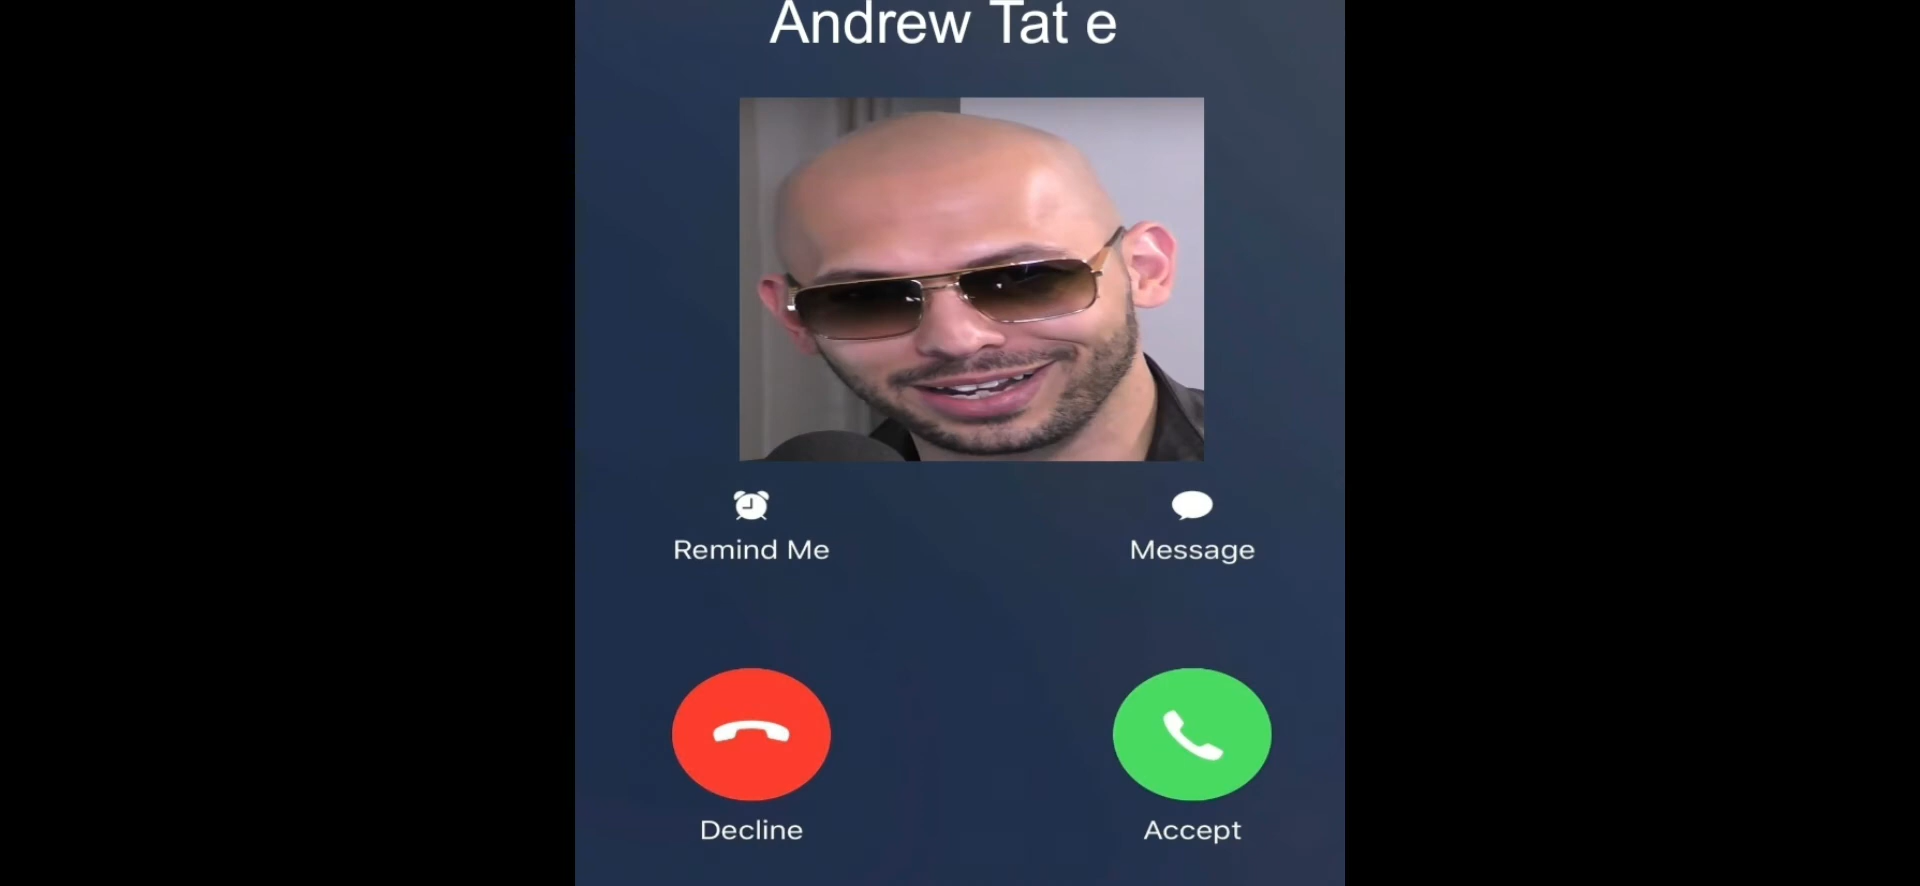 Andrew Tat e
Remind Me
Message
Decline
Accept